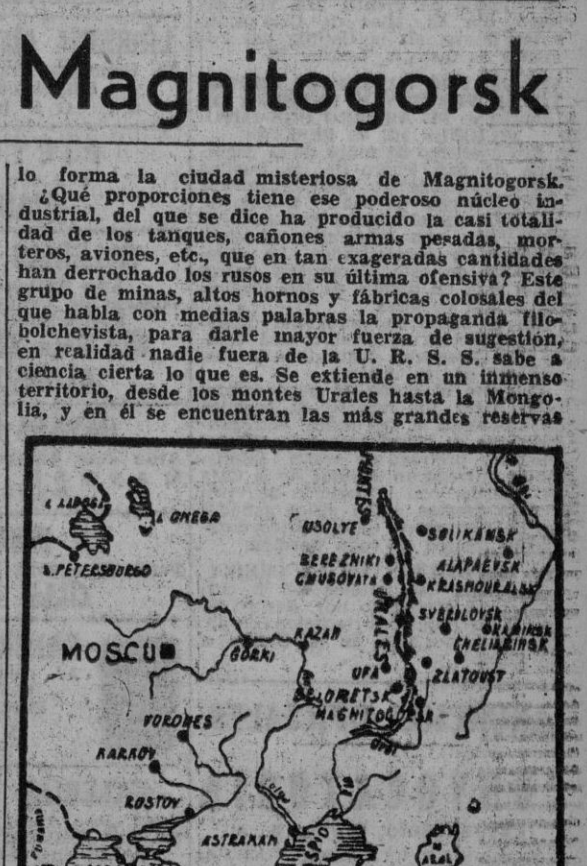 Magnitogorsk
lo forma la ciudad misteriosa de Magnitogorsk.
¿Qué proporciones tiene ese poderoso núcleo in-
dustrial, del que se dice ha producido la casi totali-
dad de los tanques, cañones armas pesadas, mor-
teros, aviones, etc., que en tan exageradas cantidades
han derrochado los rusos en su última ofensiva? Este
grupo de minas, altos hornos y fábricas colosales del
que habla con medias palabras la propaganda filo-
bolchevista, para darle mayor fuerza de sugestión,
en realidad nadie fuera de la U. R. S. S. sabe a
ciencia cierta lo que es. Se extiende en un inmenso
territorio, desde los montes Urales hasta la Mongo-
lia, y en él se encuentran las más grandes reservas
MONTES
URALES
L. LADOGA
L. ONEGA
USOLYE
SOLIKAMSK
S. PETERSBURGO
BEREZNIKI
ALAPAEVSK
CHUSOVAYA
KRASNOURALSK
SVERDLOVSK
KAMINSK
KAZAN
CHELIABINSK
MOSCU
GORKI
UFA
ZLATOUST
BELORETSK
MAGNITOGORSK
VORONES
KARKOV
ROSTOV
ASTRAKAN
ARAL